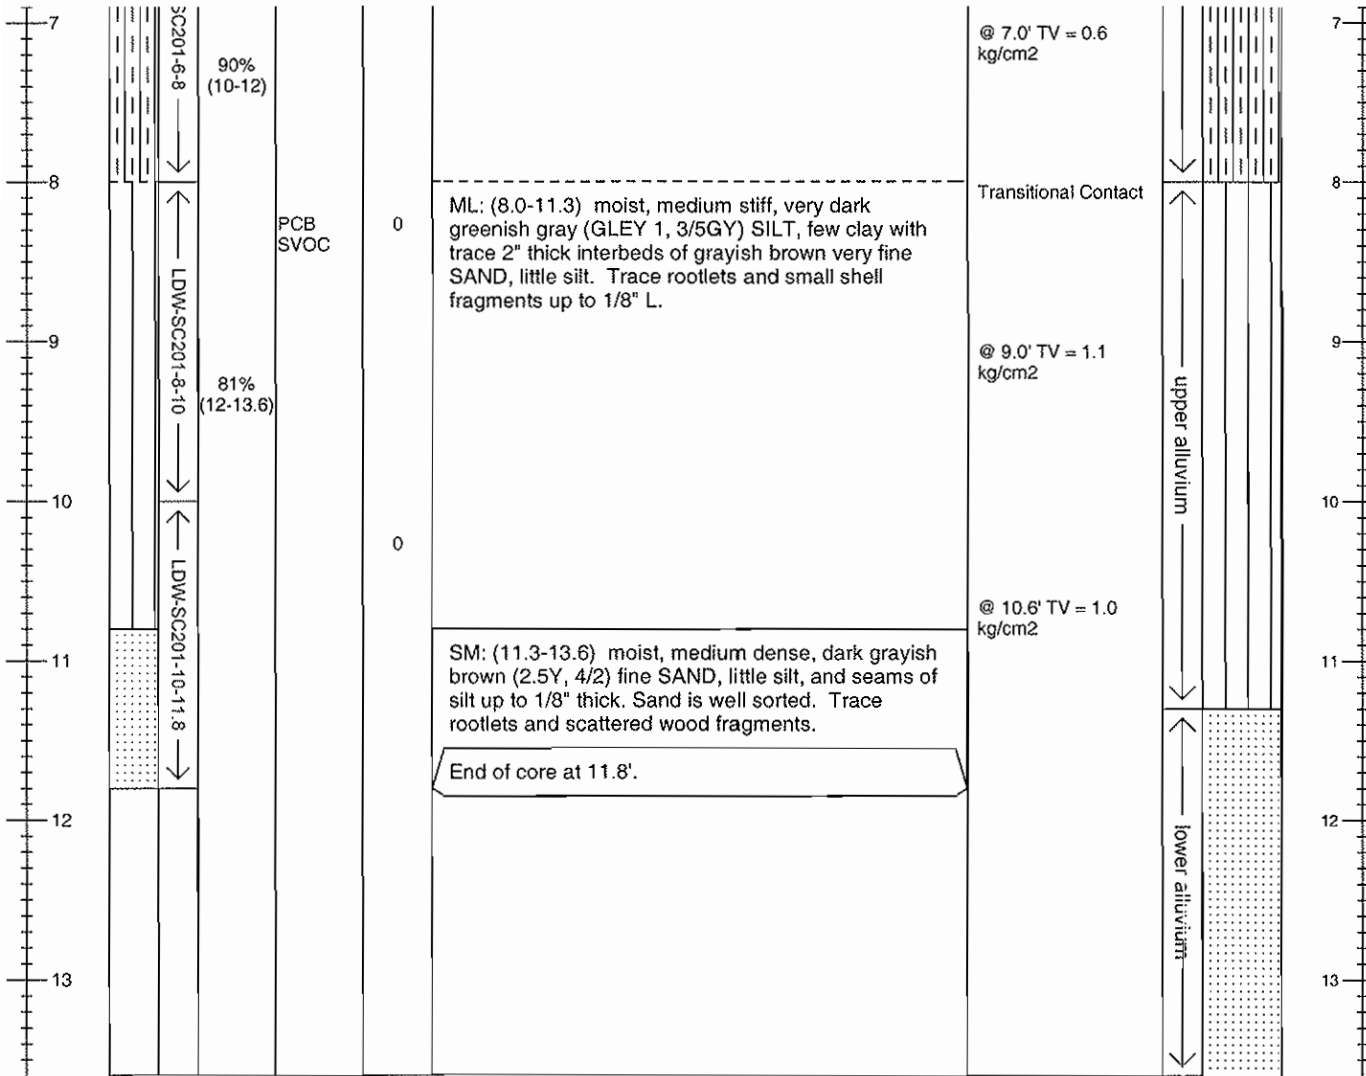 7
SC201-6-8
90%
(10-12)
@ 7.0' TV = 0.6
kg/cm2
7
8
Transitional Contact
8
PCB
SVOC
0
ML: (8.0-11.3) moist, medium stiff, very dark
greenish gray (GLEY 1, 3/5GY) SILT, few clay with
trace 2" thick interbeds of grayish brown very fine
SAND, little silt. Trace rootlets and small shell
fragments up to 1/8" L.
LDW-SC201-8-10
9
@ 9.0' TV = 1.1
kg/cm2
9
81%
(12-13.6)
upper alluvium
10
10
0
LDW-SC201-10-11.8
@ 10.6' TV = 1.0
kg/cm2
11
SM: (11.3-13.6) moist, medium dense, dark grayish
brown (2.5Y, 4/2) fine SAND, little silt, and seams of
silt up to 1/8" thick. Sand is well sorted. Trace
rootlets and scattered wood fragments.
11
End of core at 11.8'.
12
12
lower alluvium
13
13